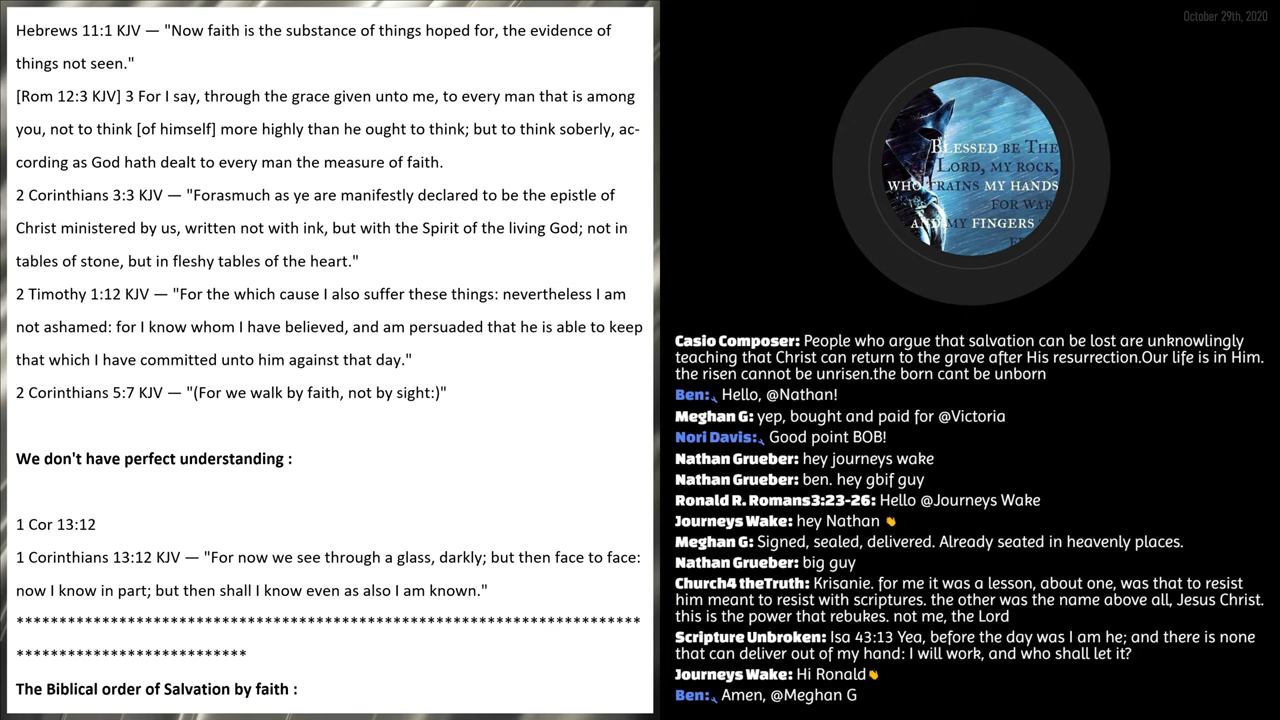 Hebrews 11:1 KJV — "Now faith is the substance of things hoped for, the evidence of
things not seen."
[Rom 12:3 KJV] 3 For I say, through the grace given unto me, to every man that is among
you, not to think [of himself] more highly than he ought to think; but to think soberly, ac-
cording as God hath dealt to every man the measure of faith.
2 Corinthians 3:3 KJV — "Forasmuch as ye are manifestly declared to be the epistle of
Christ ministered by us, written not with ink, but with the Spirit of the living God; not in
tables of stone, but in fleshy tables of the heart."
2 Timothy 1:12 KJV — "For the which cause I also suffer these things: nevertheless I am
not ashamed: for I know whom I have believed, and am persuaded that he is able to keep
that which I have committed unto him against that day."
2 Corinthians 5:7 KJV — "(For we walk by faith, not by sight:)"
We don't have perfect understanding :
1 Cor 13:12
1 Corinthians 13:12 KJV — "For now we see through a glass, darkly; but then face to face:
now I know in part; but then shall I know even as also I am known."
*************************************************************************
***************************
The Biblical order of Salvation by faith :
October 29th, 2020
BLESSED BE THE
LORD, MY ROCK,
WHO TRAINS MY HANDS
FOR WAR
AND MY FINGERS
Casio Composer: People who argue that salvation can be lost are unknowlingly
teaching that Christ can return to the grave after His resurrection.Our life is in Him.
the risen cannot be unrisen.the born cant be unborn
Ben: Hello, @Nathan!
Meghan G: yep, bought and paid for @Victoria
Nori Davis: Good point BOB!
Nathan Grueber: hey journeys wake
Nathan Grueber: ben. hey gbif guy
Ronald R. Romans3:23-26: Hello @Journeys Wake
Journeys Wake: hey Nathan 👋
Meghan G: Signed, sealed, delivered. Already seated in heavenly places.
Nathan Grueber: big guy
Church4 theTruth: Krisanie. for me it was a lesson, about one, was that to resist
him meant to resist with scriptures. the other was the name above all, Jesus Christ.
this is the power that rebukes. not me, the Lord
Scripture Unbroken: Isa 43:13 Yea, before the day was I am he; and there is none
that can deliver out of my hand: I will work, and who shall let it?
Journeys Wake: Hi Ronald👋
Ben: Amen, @Meghan G